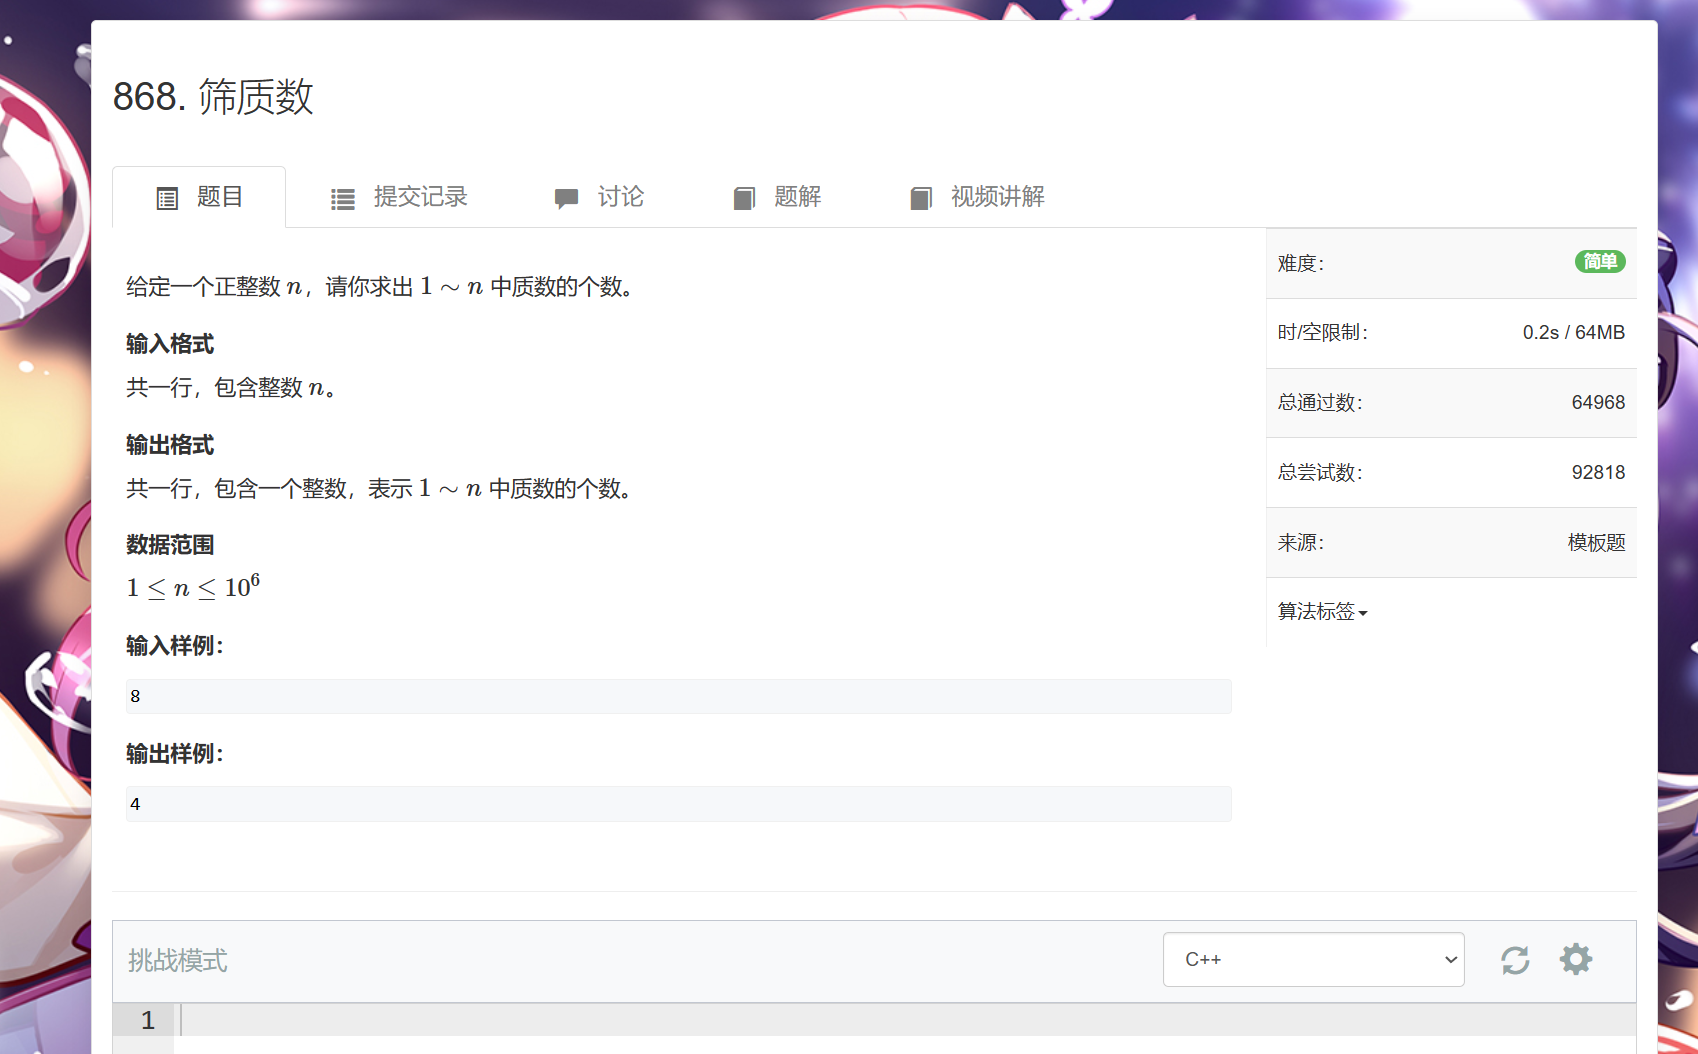 868. 筛质数
题目 提交记录 讨论 题解 视频讲解
给定一个正整数 n，请你求出 1 ∼ n 中质数的个数。
输入格式
共一行，包含整数 n。
输出格式
共一行，包含一个整数，表示 1 ∼ n 中质数的个数。
数据范围
1 ≤ n ≤ 10⁶
输入样例：
8
输出样例：
4
难度： 简单
时/空限制： 0.2s / 64MB
总通过数： 64968
总尝试数： 92818
来源： 模板题
算法标签
挑战模式 C++
1